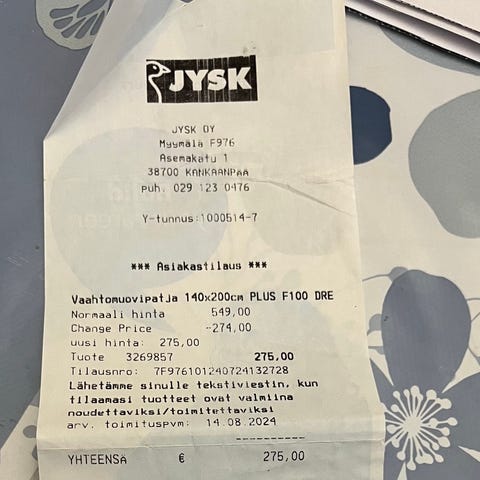 JYSK
JYSK OY
Myymälä F976
Asemakatu 1
38700 KANKAANPÄÄ
puh. 029 123 0476
Y-tunnus:1000514-7
*** Asiakastilaus ***
Vaahtomuovipatja 140x200cm PLUS F100 DRE
Normaali hinta 549,00
Change Price -274,00
uusi hinta: 275,00
Tuote 3269857 275,00
Tilausnro: 7F976101240724132728
Lähetämme sinulle tekstiviestin, kun
tilaamasi tuotteet ovat valmiina
noudettaviksi/toimitettaviksi
arv. toimituspvm: 14.08.2024
----------
YHTEENSÄ € 275,00